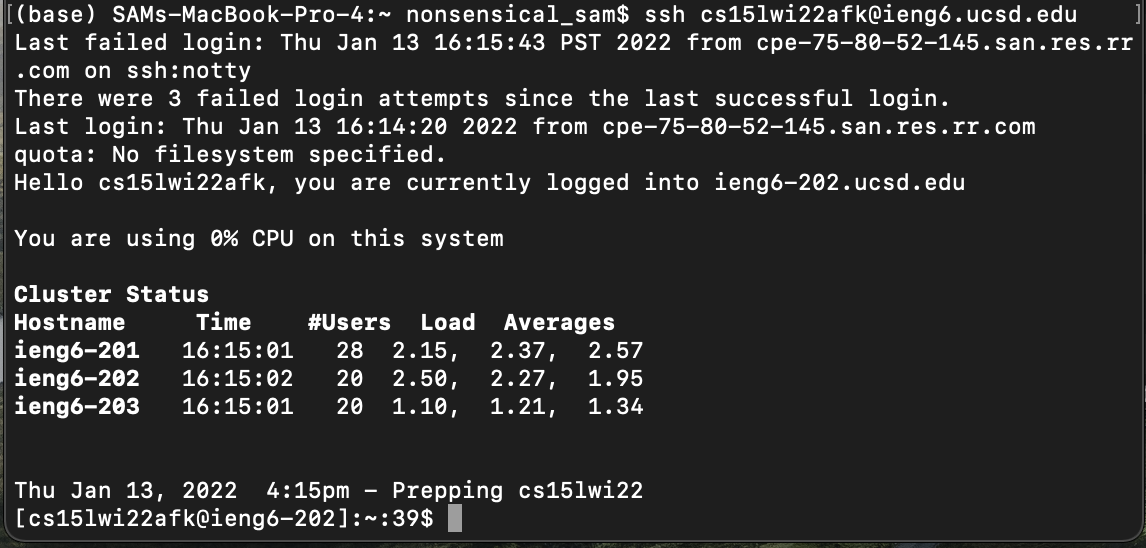 [(base) SAMs-MacBook-Pro-4:~ nonsensical_sam$ ssh cs15lwi22afk@ieng6.ucsd.edu ]
Last failed login: Thu Jan 13 16:15:43 PST 2022 from cpe-75-80-52-145.san.res.rr
.com on ssh:notty
There were 3 failed login attempts since the last successful login.
Last login: Thu Jan 13 16:14:20 2022 from cpe-75-80-52-145.san.res.rr.com
quota: No filesystem specified.
Hello cs15lwi22afk, you are currently logged into ieng6-202.ucsd.edu
You are using 0% CPU on this system
Cluster Status
Hostname     Time    #Users  Load  Averages
ieng6-201   16:15:01   28  2.15,  2.37,  2.57
ieng6-202   16:15:02   20  2.50,  2.27,  1.95
ieng6-203   16:15:01   20  1.10,  1.21,  1.34
Thu Jan 13, 2022  4:15pm - Prepping cs15lwi22
[cs15lwi22afk@ieng6-202]:~:39$